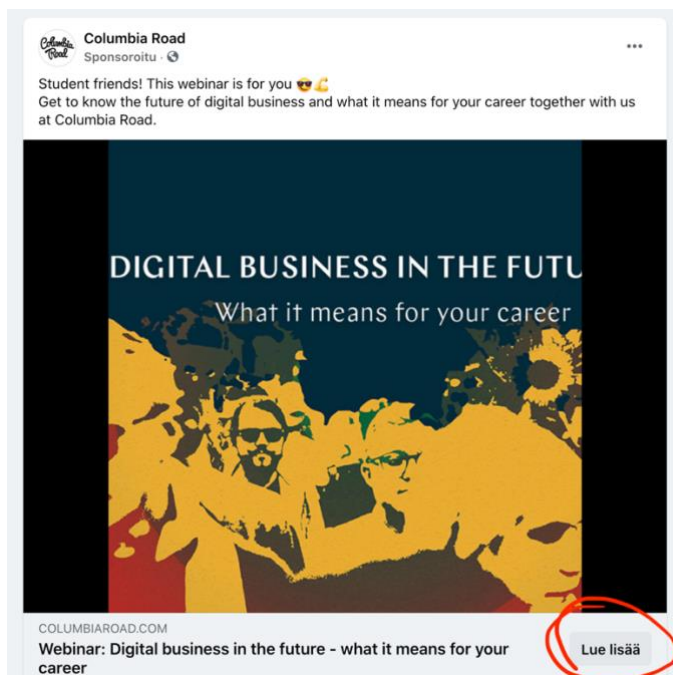 Columbia
Road
Columbia Road
Sponsoroitu ·
Student friends! This webinar is for you 😎💪
Get to know the future of digital business and what it means for your career together with us
at Columbia Road.
DIGITAL BUSINESS IN THE FUTU
What it means for your career
COLUMBIAROAD.COM
Webinar: Digital business in the future - what it means for your
career
Lue lisää